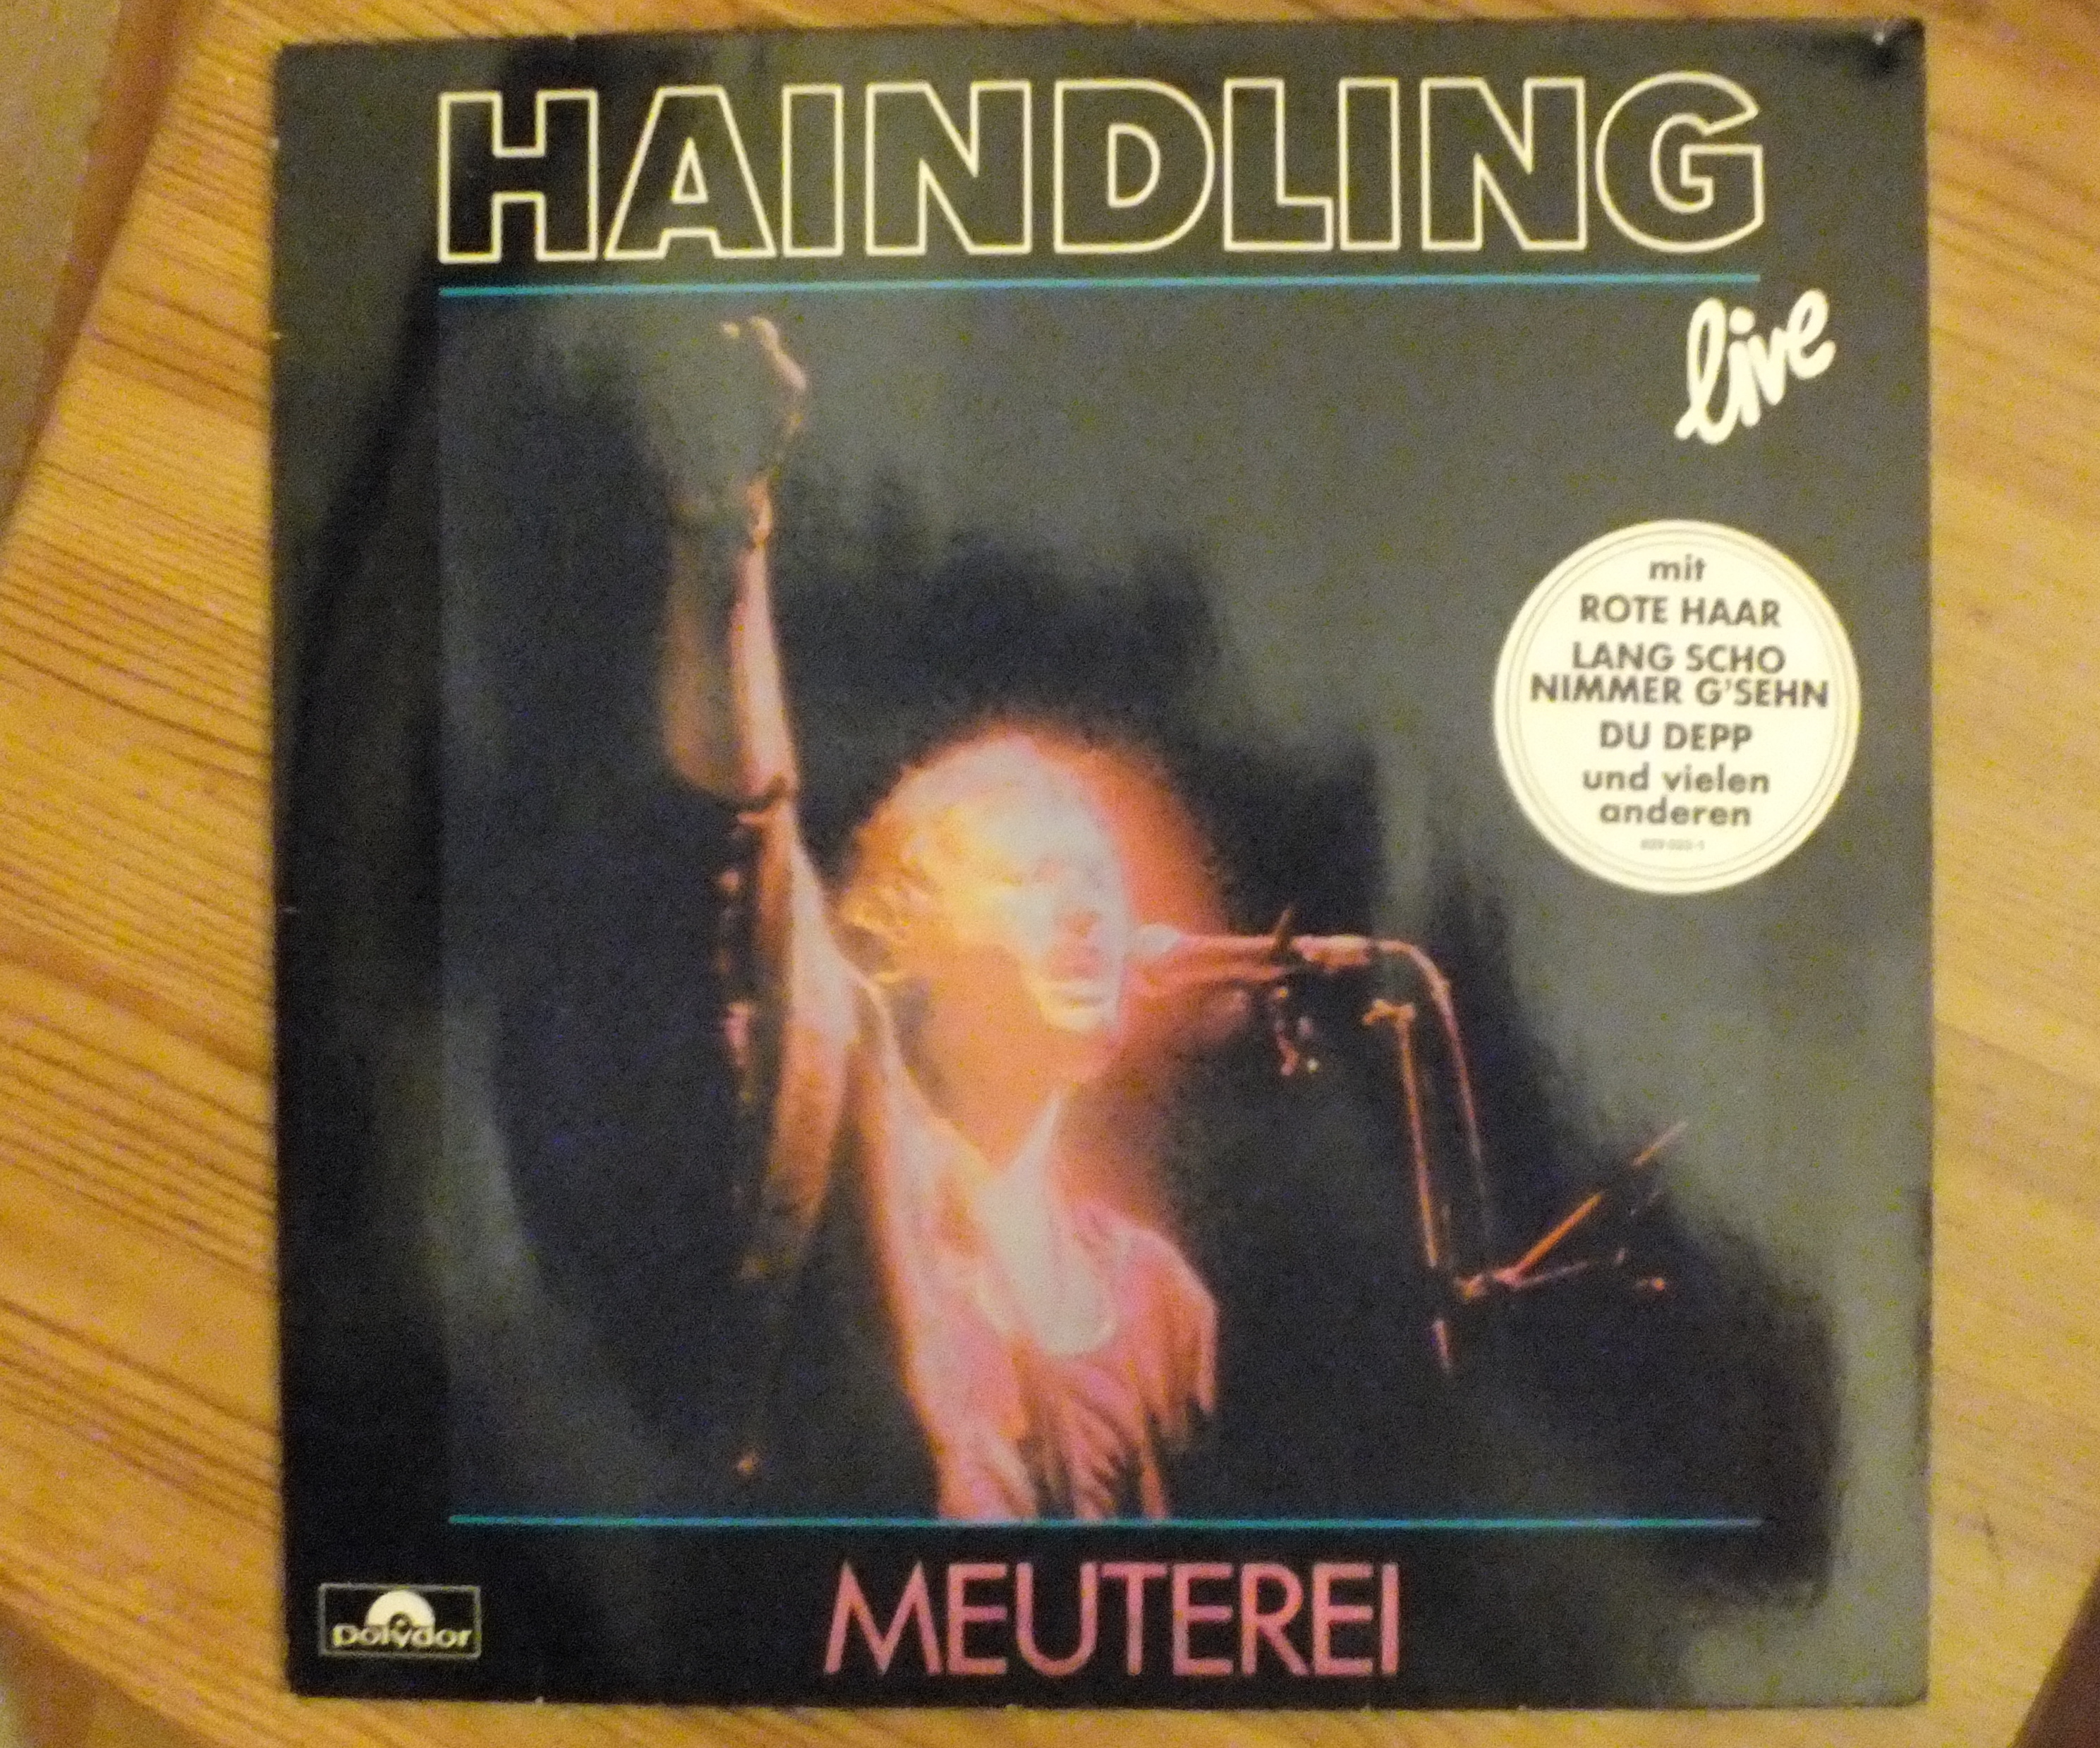 HAINDLING
live
mit
ROTE HAAR
LANG SCHO
NIMMER G'SEHN
DU DEPP
und vielen
anderen
MEUTEREI
polydor